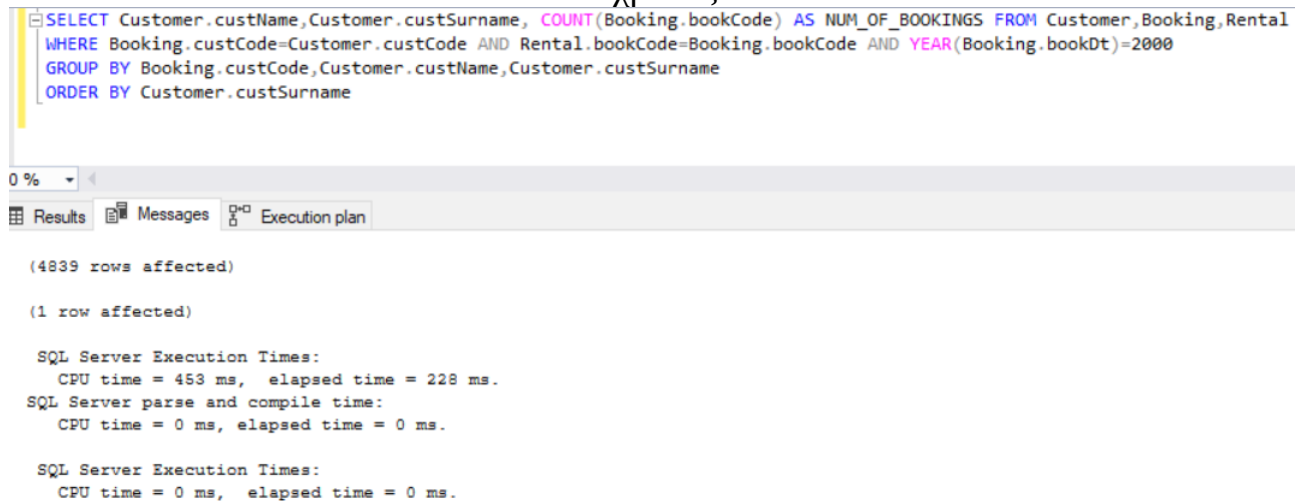 SELECT Customer.custName,Customer.custSurname, COUNT(Booking.bookCode) AS NUM_OF_BOOKINGS FROM Customer,Booking,Rental
WHERE Booking.custCode=Customer.custCode AND Rental.bookCode=Booking.bookCode AND YEAR(Booking.bookDt)=2000
GROUP BY Booking.custCode,Customer.custName,Customer.custSurname
ORDER BY Customer.custSurname
0 %
Results Messages Execution plan
(4839 rows affected)
(1 row affected)
SQL Server Execution Times:
CPU time = 453 ms, elapsed time = 228 ms.
SQL Server parse and compile time:
CPU time = 0 ms, elapsed time = 0 ms.
SQL Server Execution Times:
CPU time = 0 ms, elapsed time = 0 ms.